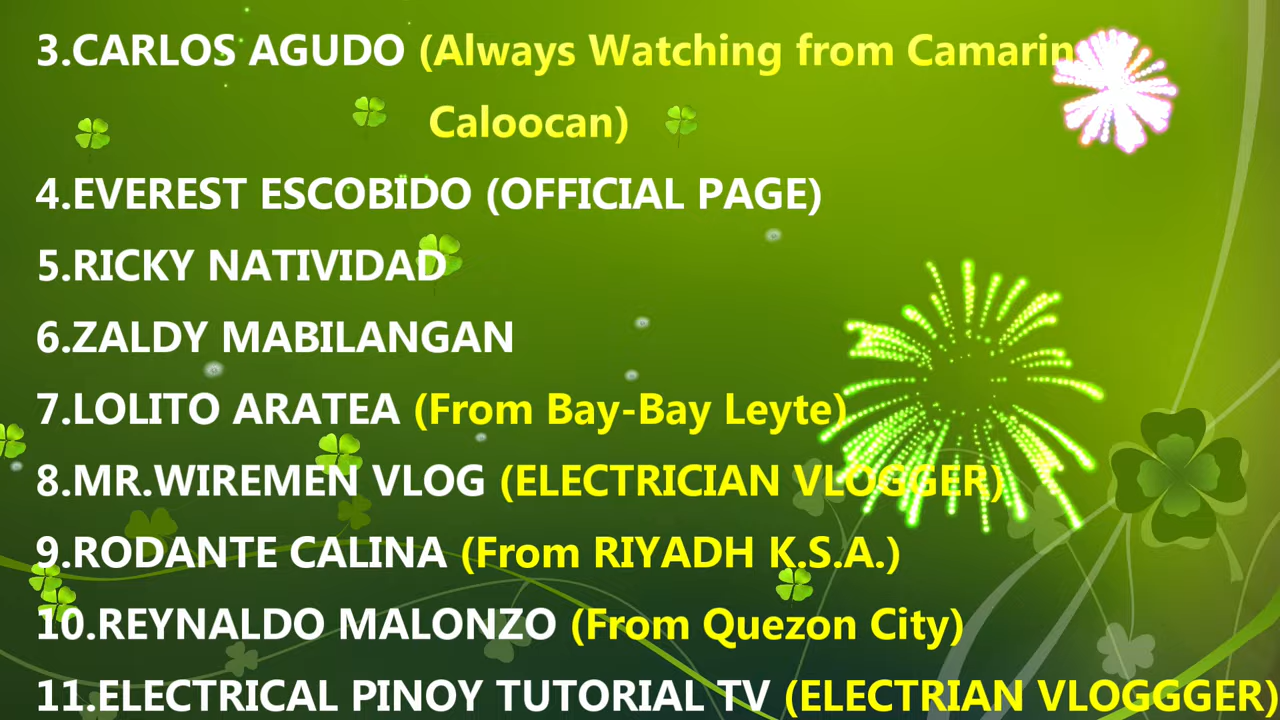 3.CARLOS AGUDO (Always Watching from Camarin
Caloocan)
4.EVEREST ESCOBIDO (OFFICIAL PAGE)
5.RICKY NATIVIDAD
6.ZALDY MABILANGAN
7.LOLITO ARATEA (From Bay-Bay Leyte)
8.MR.WIREMEN VLOG (ELECTRICIAN VLOGGER)
9.RODANTE CALINA (From RIYADH K.S.A.)
10.REYNALDO MALONZO (From Quezon City)
11.ELECTRICAL PINOY TUTORIAL TV (ELECTRIAN VLOGGGER)